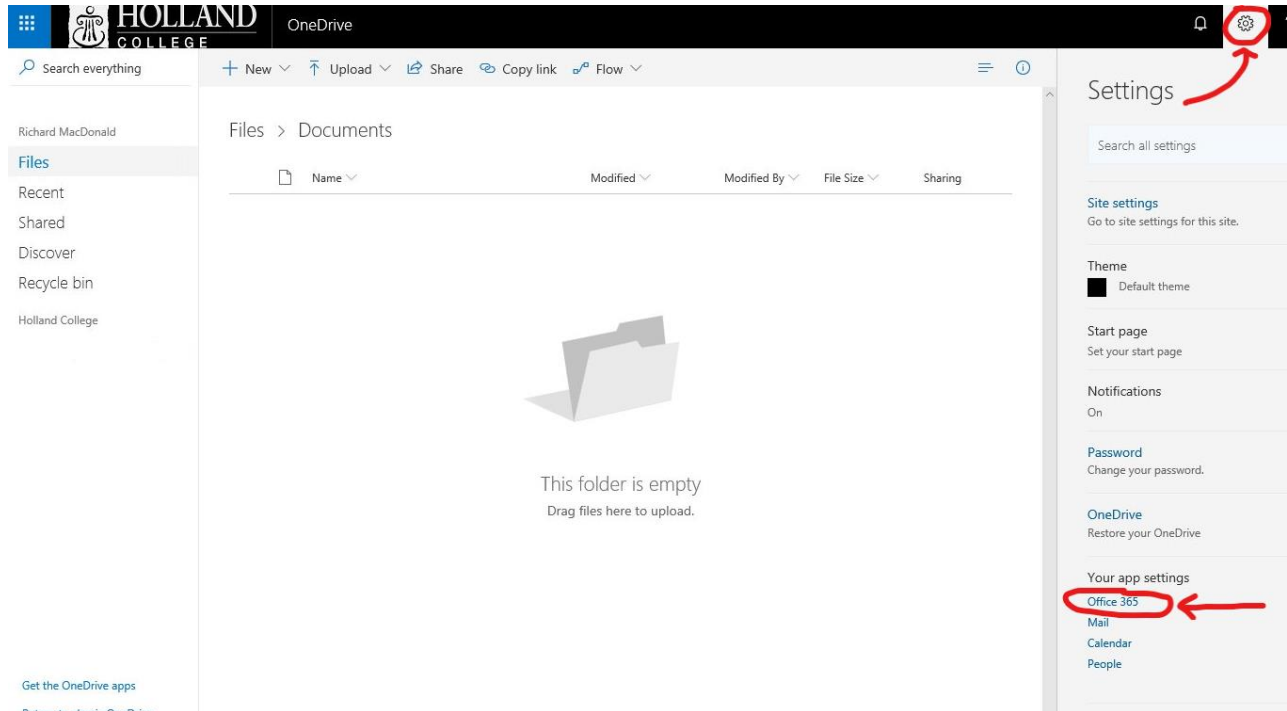 HOLLAND
COLLEGE
OneDrive
Search everything
New Upload Share Copy link Flow
Richard MacDonald
Files
Recent
Shared
Discover
Recycle bin
Holland College
Get the OneDrive apps
Files > Documents
Name Modified Modified By File Size Sharing
This folder is empty
Drag files here to upload.
Settings
Search all settings
Site settings
Go to site settings for this site.
Theme
Default theme
Start page
Set your start page
Notifications
On
Password
Change your password.
OneDrive
Restore your OneDrive
Your app settings
Office 365
Mail
Calendar
People